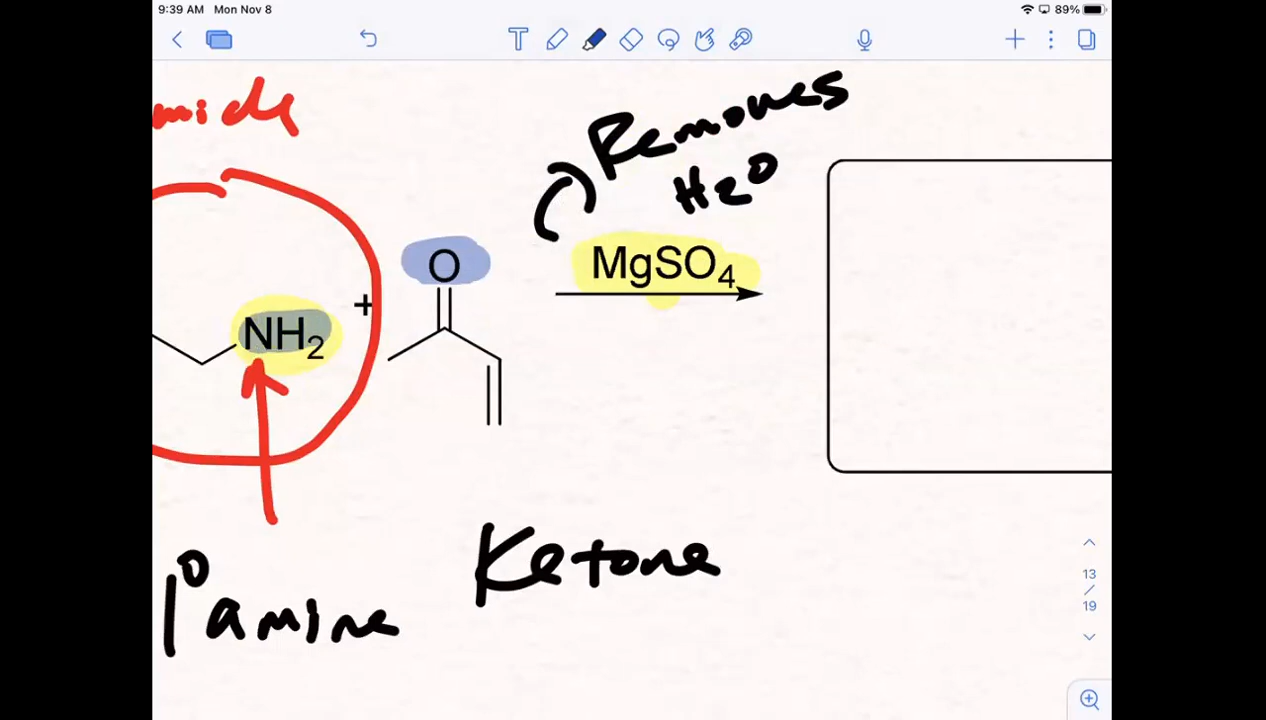 9:39 AM Mon Nov 8
89%
T
mide
Removes
H2O
O
MgSO4
+
NH2
Ketone
1° amine
13
/
19